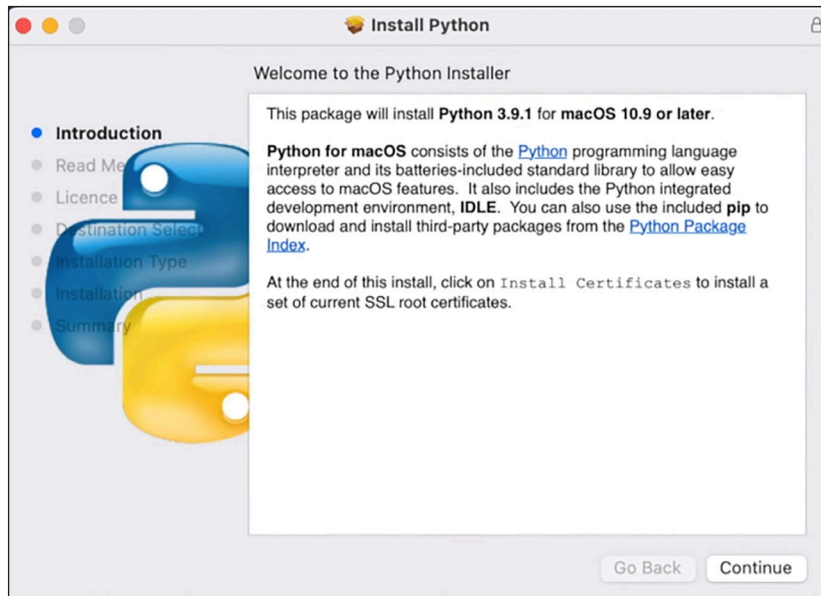 Install Python
Welcome to the Python Installer
Introduction
Read Me
Licence
Destination Select
Installation Type
Installation
Summary
This package will install Python 3.9.1 for macOS 10.9 or later.
Python for macOS consists of the Python programming language
interpreter and its batteries-included standard library to allow easy
access to macOS features. It also includes the Python integrated
development environment, IDLE. You can also use the included pip to
download and install third-party packages from the Python Package
Index.
At the end of this install, click on Install Certificates to install a
set of current SSL root certificates.
Go Back
Continue